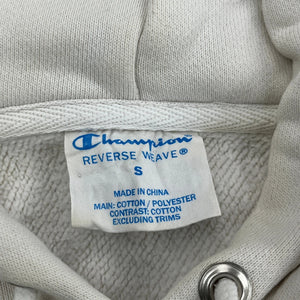 Champion
REVERSE WEAVE®
S
MADE IN CHINA
MAIN: COTTON / POLYESTER
CONTRAST: COTTON
EXCLUDING TRIMS